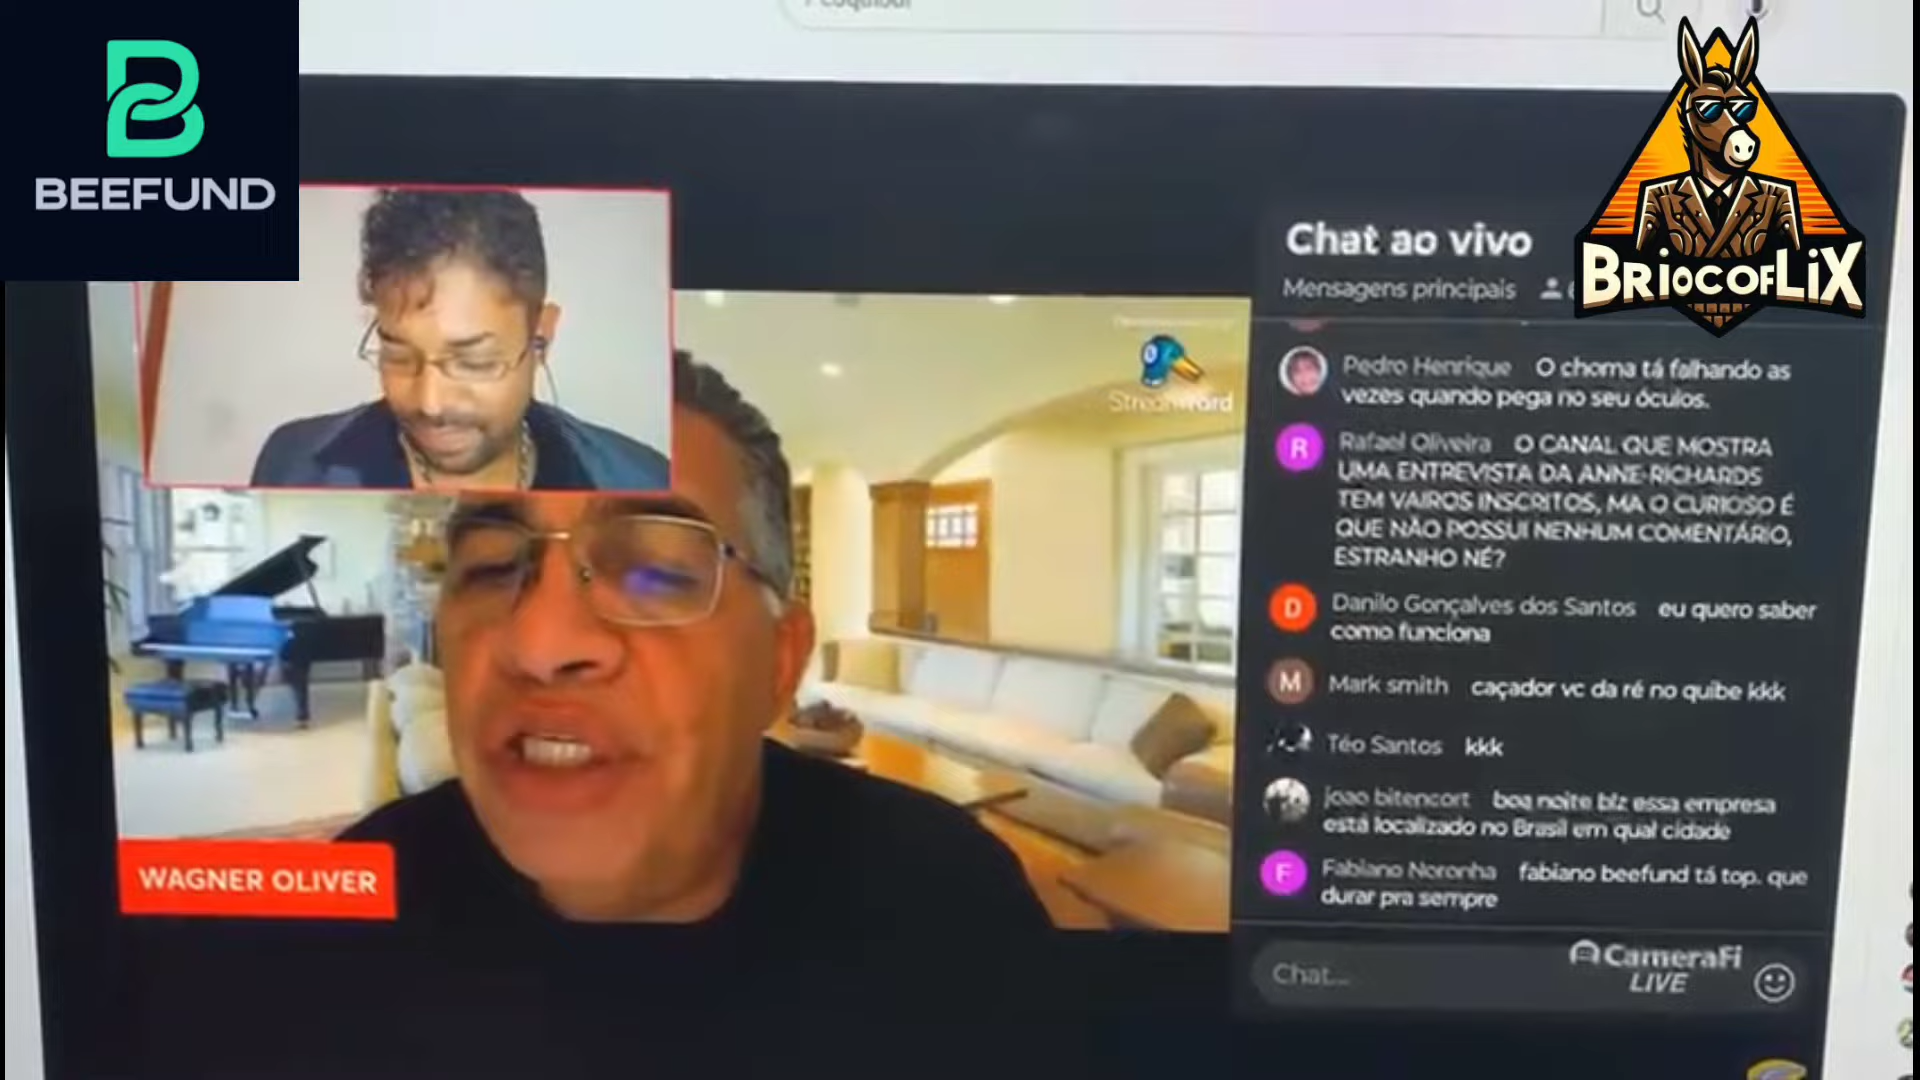 BEEFUND
BRIOCOFLIX
Chat ao vivo
Mensagens principais
Pedro Henrique O choma tá falhando as
vezes quando pega no seu óculos.
Rafael Oliveira O CANAL QUE MOSTRA
UMA ENTREVISTA DA ANNE-RICHARDS
TEM VAIROS INSCRITOS, MA O CURIOSO É
QUE NÃO POSSUI NENHUM COMENTÁRIO,
ESTRANHO NÉ?
Danilo Gonçalves dos Santos eu quero saber
como funciona
Mark smith caçador vc da ré no quibe kkk
Téo Santos kkk
joao bitencort boa noite blz essa empresa
está localizado no Brasil em qual cidade
Fabiano Noronha fabiano beefund tá top. que
durar pra sempre
Chat...
CameraFi
LIVE
StreamYard
WAGNER OLIVER
R
D
M
F